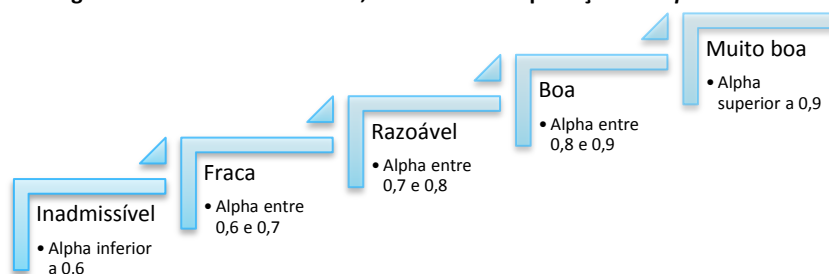 Inadmissível
• Alpha inferior
a 0,6
Fraca
• Alpha entre
0,6 e 0,7
Razoável
• Alpha entre
0,7 e 0,8
Boa
• Alpha entre
0,8 e 0,9
Muito boa
• Alpha
superior a 0,9